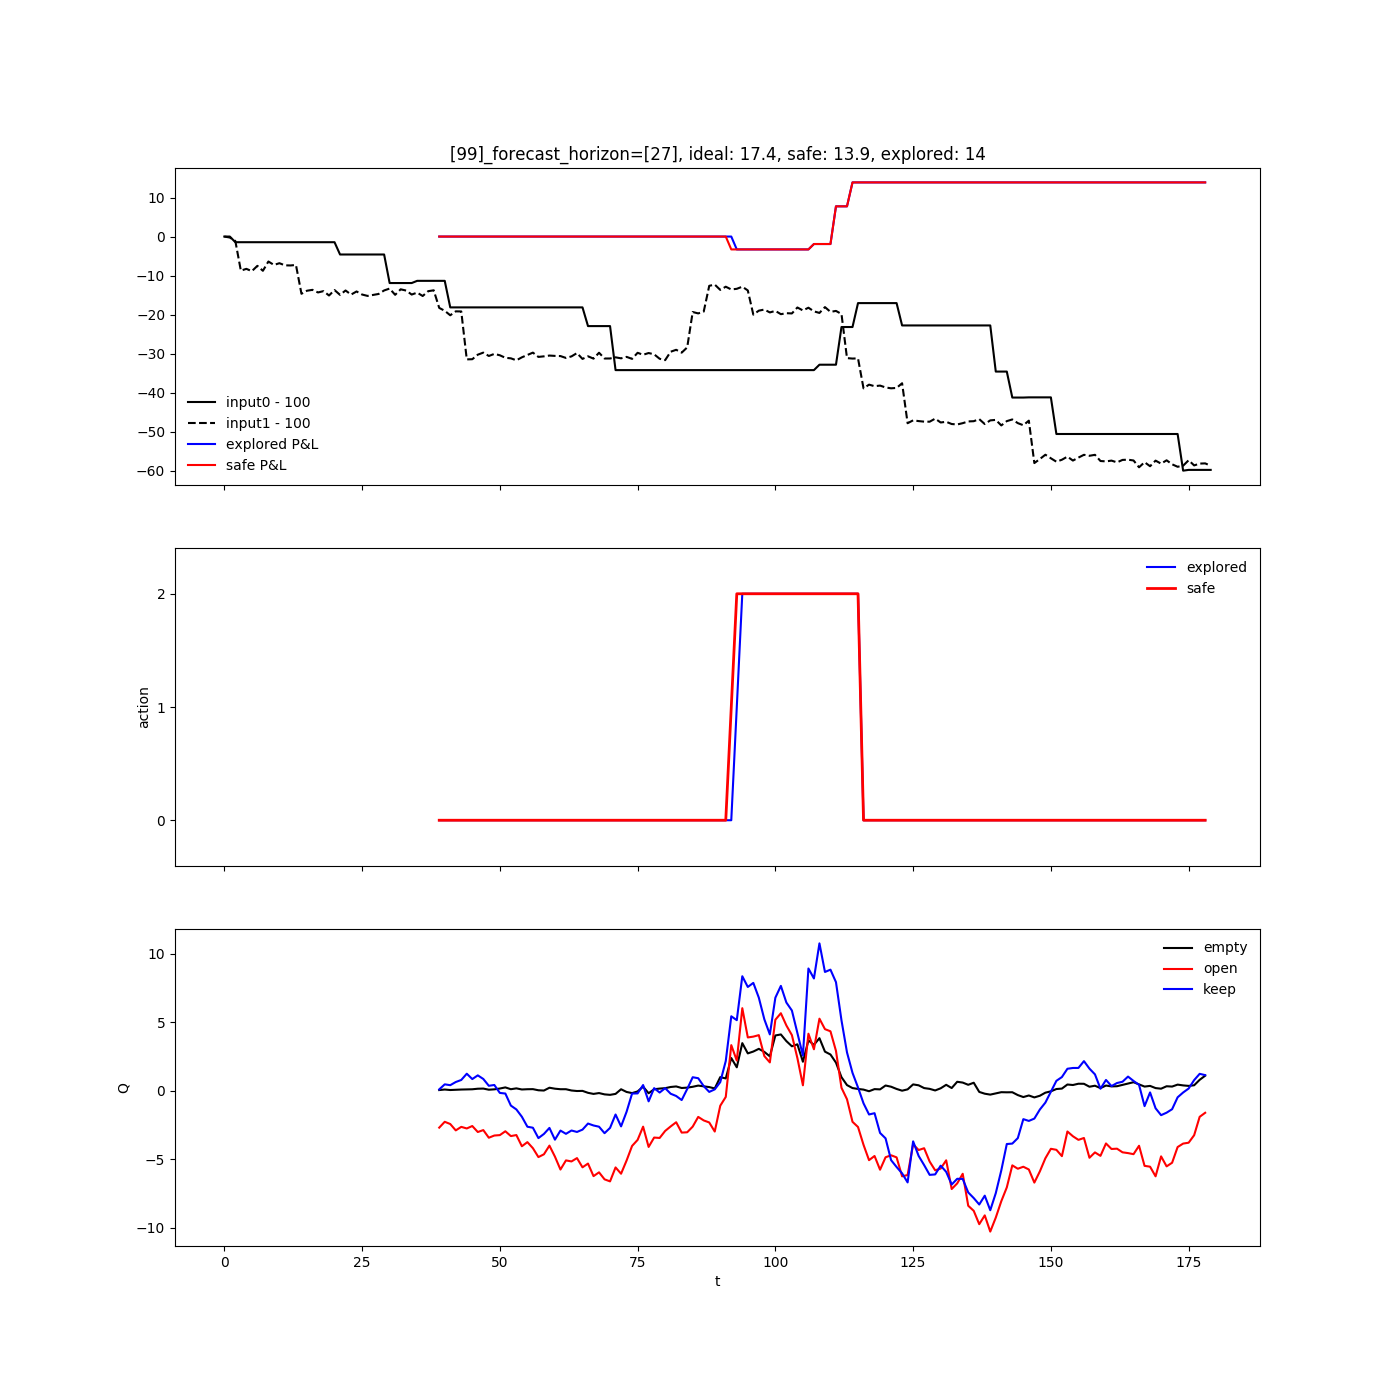 [99]_forecast_horizon=[27], ideal: 17.4, safe: 13.9, explored: 14
10
0
−10
−20
−30
−40
−50
−60
input0 - 100
input1 - 100
explored P&L
safe P&L
2
1
0
action
explored
safe
10
5
0
−5
−10
Q
empty
open
keep
0 25 50 75 100 125 150 175
t